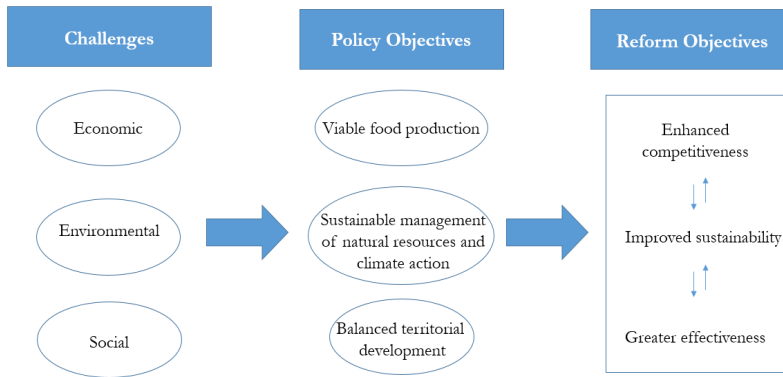 Challenges
Policy Objectives
Reform Objectives
Economic
Environmental
Social
Viable food production
Sustainable management
of natural resources and
climate action
Balanced territorial
development
Enhanced
competitiveness
Improved sustainability
Greater effectiveness